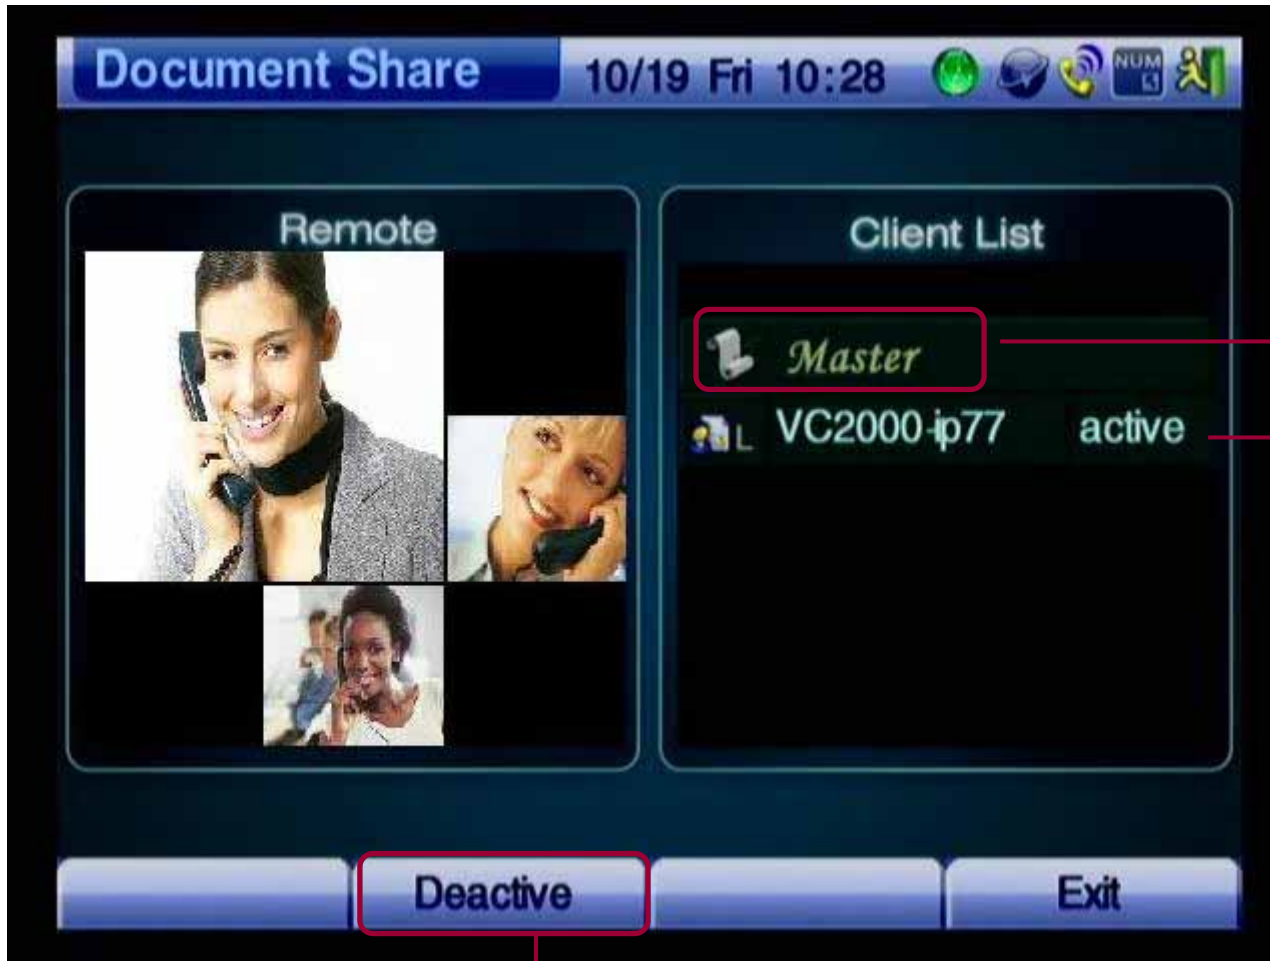 Document Share 10/19 Fri 10:28 NUM
Remote
Client List
Master
L VC2000-ip77 active
Deactive Exit